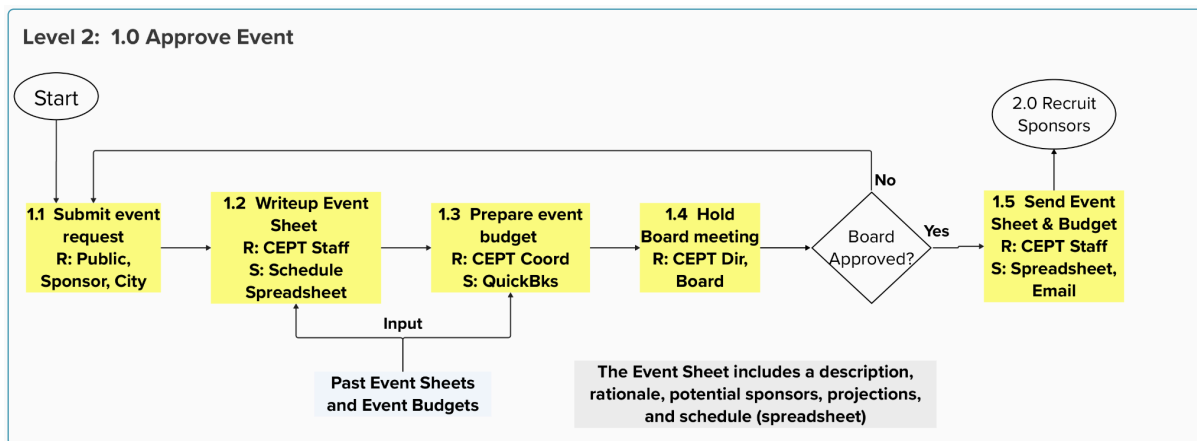 Level 2:  1.0 Approve Event
Start
1.1  Submit event
request
R: Public,
Sponsor, City
1.2  Writeup Event
Sheet
R: CEPT Staff
S: Schedule
Spreadsheet
1.3  Prepare event
budget
R: CEPT Coord
S: QuickBks
1.4  Hold
Board meeting
R: CEPT Dir,
Board
Board
Approved?
No
Yes
1.5  Send Event
Sheet & Budget
R: CEPT Staff
S: Spreadsheet,
Email
2.0 Recruit
Sponsors
Input
Past Event Sheets
and Event Budgets
The Event Sheet includes a description,
rationale, potential sponsors, projections,
and schedule (spreadsheet)